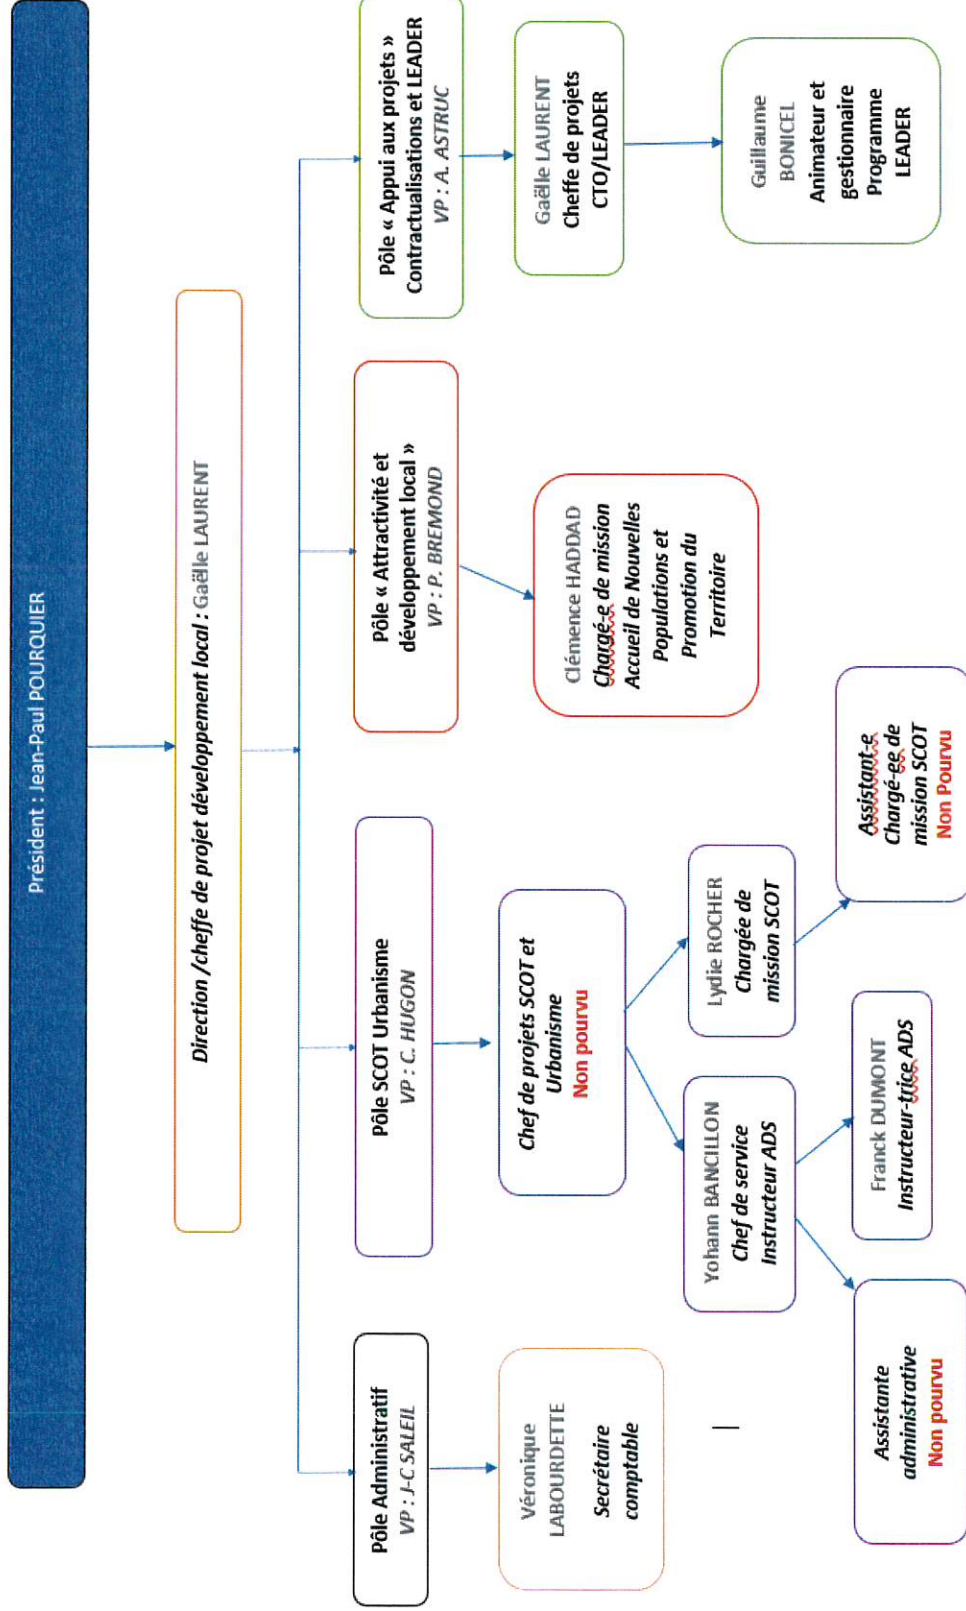 Président : Jean-Paul POURQUIER
Direction /cheffe de projet développement local : Gaëlle LAURENT
Pôle Administratif
VP : J-C SALEIL
Véronique
LABOURDETTE
Secrétaire
comptable
Pôle SCOT Urbanisme
VP : C. HUGON
Chef de projets SCOT et
Urbanisme
Non pourvu
Yohann BANCILLON
Chef de service
Instructeur ADS
Assistante
administrative
Non pourvu
Franck DUMONT
Instructeur-trice ADS
Lydie ROCHER
Chargée de
mission SCOT
Assistant-e
Chargé-ee de
mission SCOT
Non Pourvu
Pôle « Attractivité et
développement local »
VP : P. BREMOND
Clémence HADDAD
Chargé-e de mission
Accueil de Nouvelles
Populations et
Promotion du
Territoire
Pôle « Appui aux projets »
Contractualisations et LEADER
VP : A. ASTRUC
Gaëlle LAURENT
Cheffe de projets
CTO/LEADER
Guillaume
BONICEL
Animateur et
gestionnaire
Programme
LEADER